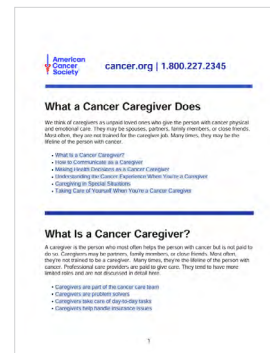 American
Cancer
Society
cancer.org | 1.800.227.2345
What a Cancer Caregiver Does
We think of caregivers as unpaid loved ones who give the person with cancer physical
and emotional care. They may be spouses, partners, family members, or close friends.
Most often, they are not trained for the caregiver job. Many times, they may be the
lifeline of the person with cancer.
• What Is a Cancer Caregiver?
• How to Communicate as a Caregiver
• Making Health Decisions as a Cancer Caregiver
• Understanding the Cancer Experience When You're a Caregiver
• Caregiving in Special Situations
• Taking Care of Yourself When You're a Cancer Caregiver
What Is a Cancer Caregiver?
A caregiver is the person who most often helps the person with cancer but is not paid to
do so. Caregivers may be partners, family members, or close friends. Most often,
they're not trained to be a caregiver. Many times, they're the lifeline of the person with
cancer. Professional care providers are paid to give care. They tend to have more
limited roles and are not discussed in detail here.
• Caregivers are part of the cancer care team
• Caregivers are problem solvers
• Caregivers take care of day-to-day tasks
• Caregivers help handle insurance issues
1